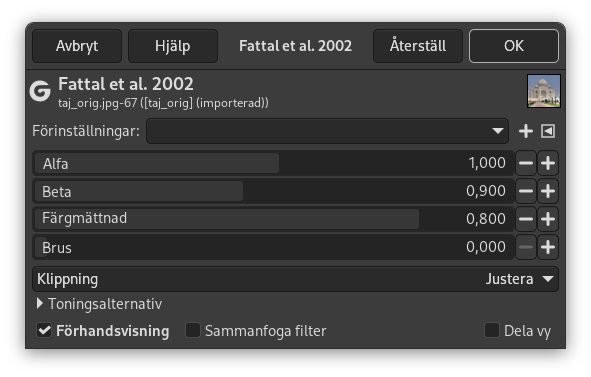 Avbryt Hjälp Fattal et al. 2002 Återställ OK
Fattal et al. 2002
taj_orig.jpg-67 ([taj_orig] (importerad))
Förinställningar:
Alfa 1,000
Beta 0,900
Färgmättnad 0,800
Brus 0,000
Klippning Justera
Toningsalternativ
Förhandsvisning Sammanfoga filter Dela vy